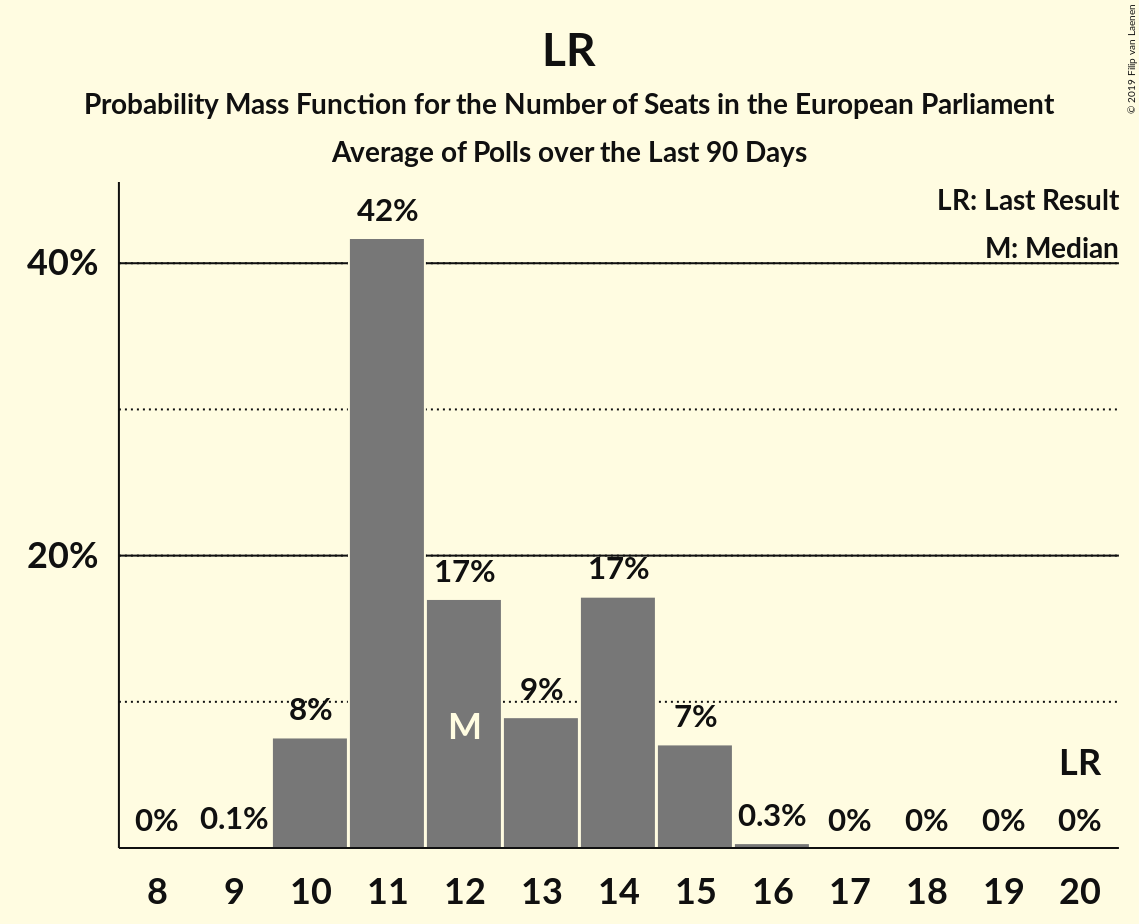 LR
Probability Mass Function for the Number of Seats in the European Parliament
Average of Polls over the Last 90 Days
© 2019 Filip van Laenen
LR: Last Result
M: Median
40%
20%
0%
0.1%
8%
42%
17%
M
9%
17%
7%
0.3%
0%
0%
0%
LR
0%
8 9 10 11 12 13 14 15 16 17 18 19 20